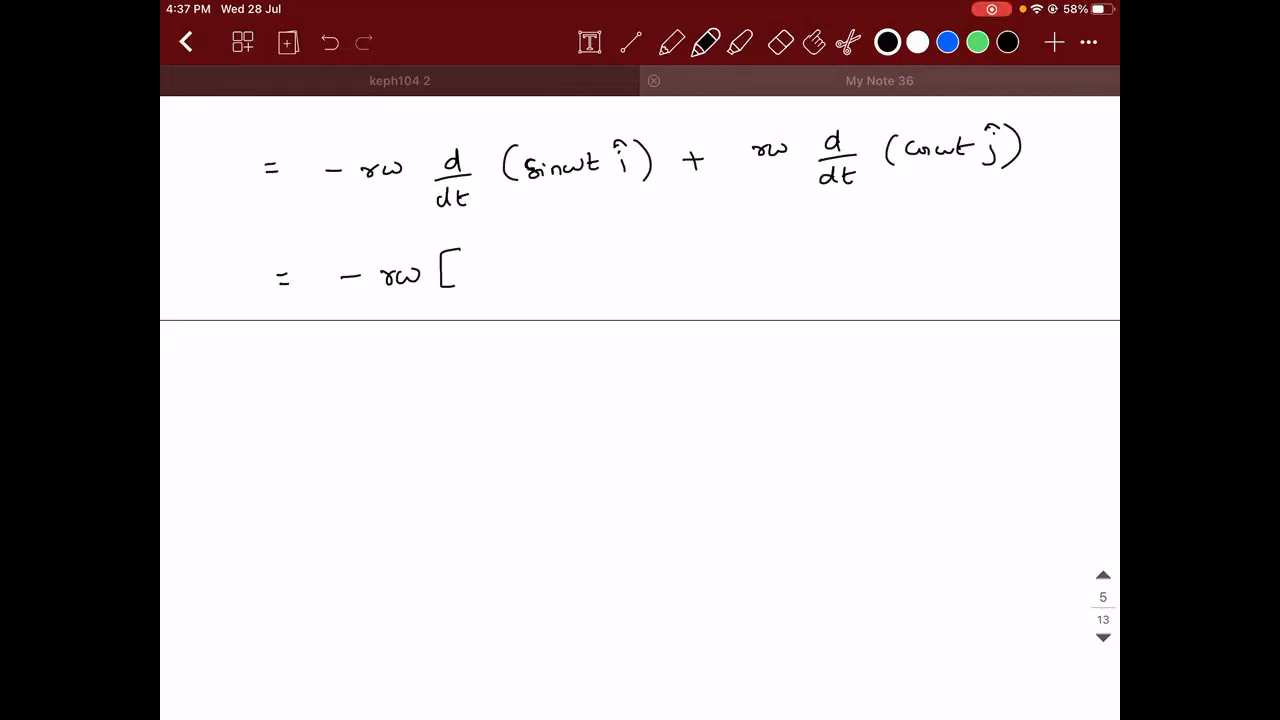 4:37 PM Wed 28 Jul 58%
keph104 2 My Note 36
= - rω d/dt (sinωt î) + rω d/dt (cosωt ĵ)
= - rω [
5
13